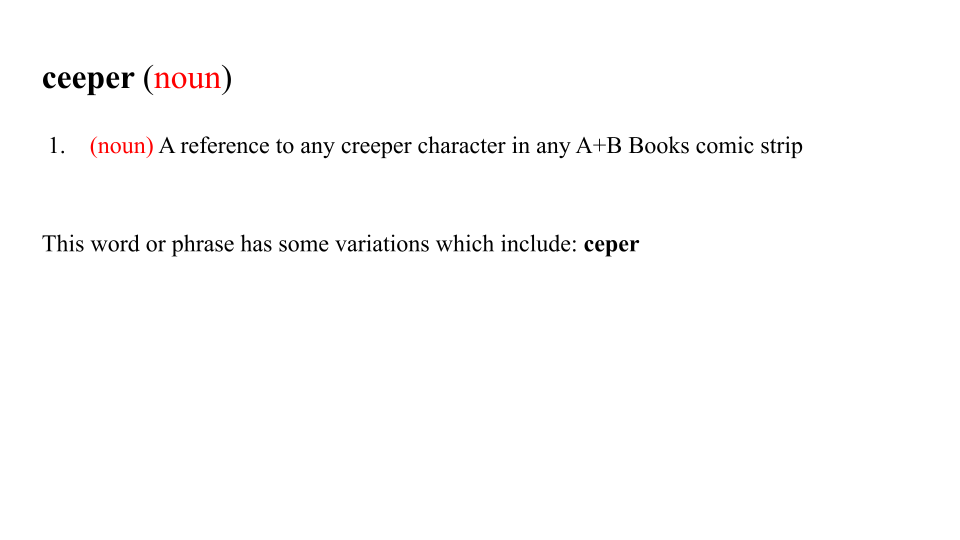 ceeper (noun)
1. (noun) A reference to any creeper character in any A+B Books comic strip
This word or phrase has some variations which include: ceper